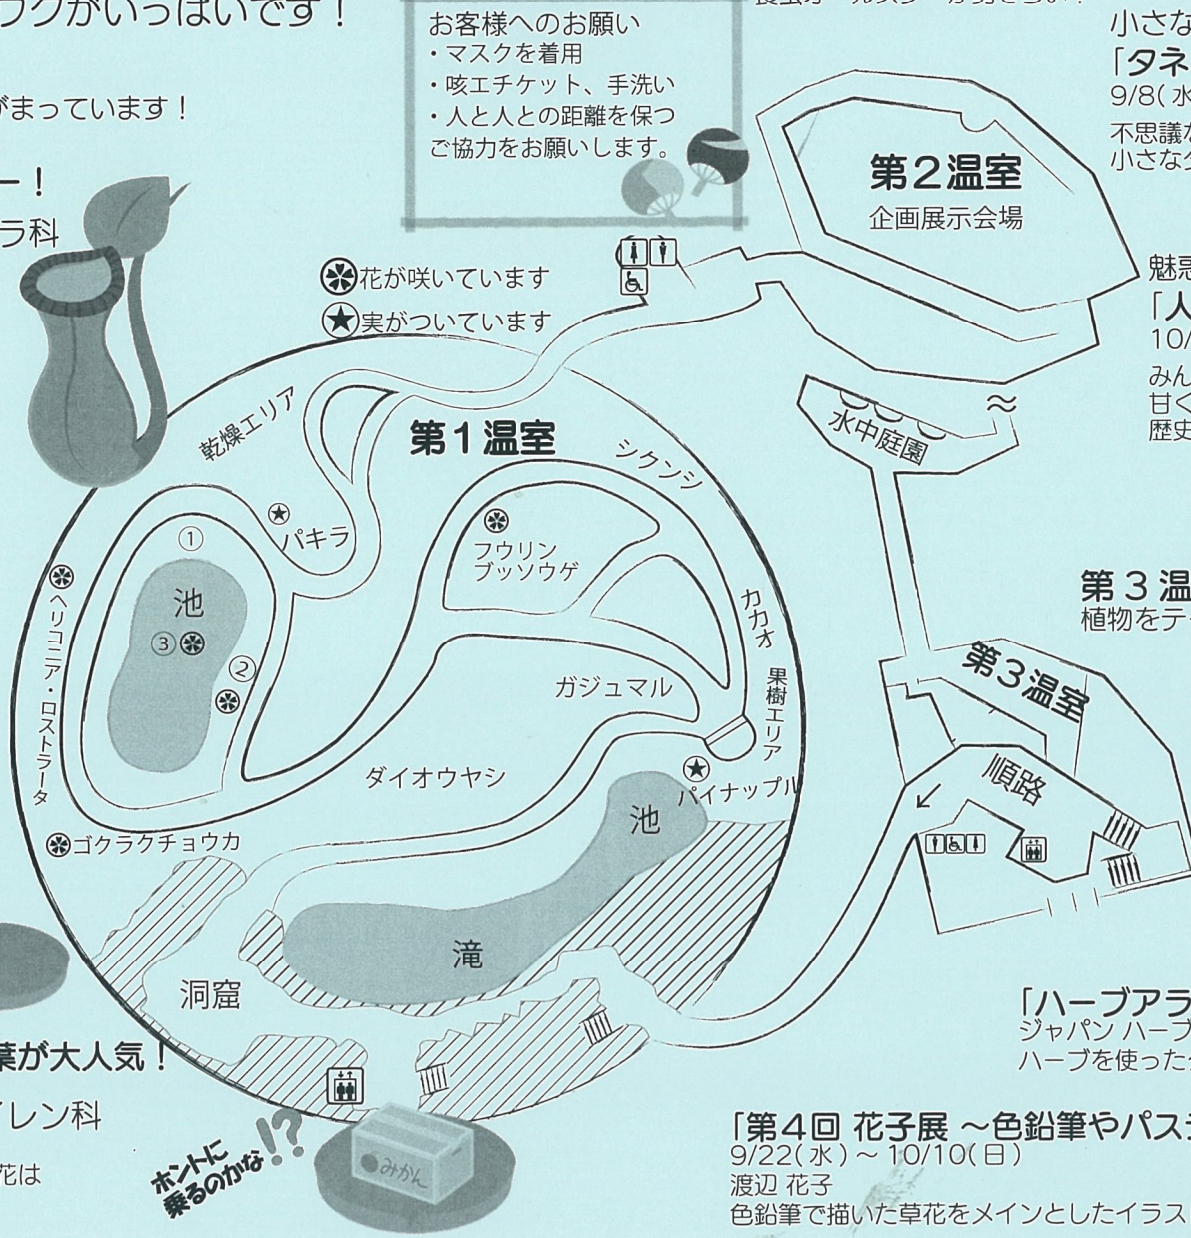 ワクがいっぱいです！
がまっています！
ー！
ラ科
お客様へのお願い
・マスクを着用
・咳エチケット、手洗い
・人と人との距離を保つ
ご協力をお願いします。
小さな
「タネ
9/8(水
不思議な
小さな
第２温室
企画展示会場
花が咲いています
実がついています
魅惑
「人
10/
みん
甘く
歴史
乾燥エリア
第１温室
シクンシ
水中庭園
パキラ
①
池
③
②
フウリン
ブッソウゲ
カカオ
果樹エリア
ヘリコニア・ロストラータ
ガジュマル
ダイオウヤシ
パイナップル
池
ゴクラクチョウカ
滝
洞窟
第３温
植物をテ
第３温室
順路
「ハーブアラ
ジャパン ハーブ
ハーブを使った
葉が大人気！
イレン科
花は
ホントに
乗るのかな!?
みかん
「第４回 花子展 ～色鉛筆やパス
9/22(水)～10/10(日)
渡辺 花子
色鉛筆で描いた草花をメインとしたイラス